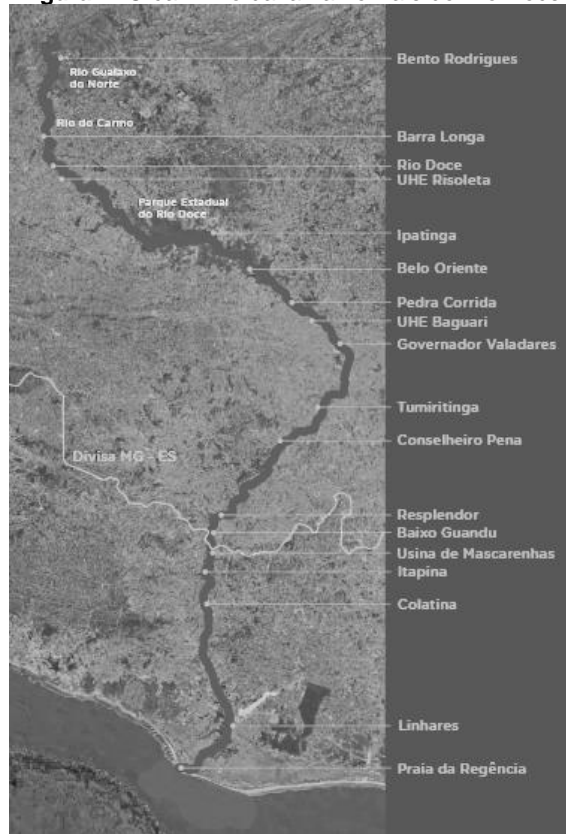 Bento Rodrigues
Rio Gualaxo
do Norte
Rio do Carmo
Barra Longa
Rio Doce
UHE Risoleta
Parque Estadual
do Rio Doce
Ipatinga
Belo Oriente
Pedra Corrida
UHE Baguari
Governador Valadares
Tumiritinga
Conselheiro Pena
Divisa MG - ES
Resplendor
Baixo Guandu
Usina de Mascarenhas
Itapina
Colatina
Linhares
Praia da Regência